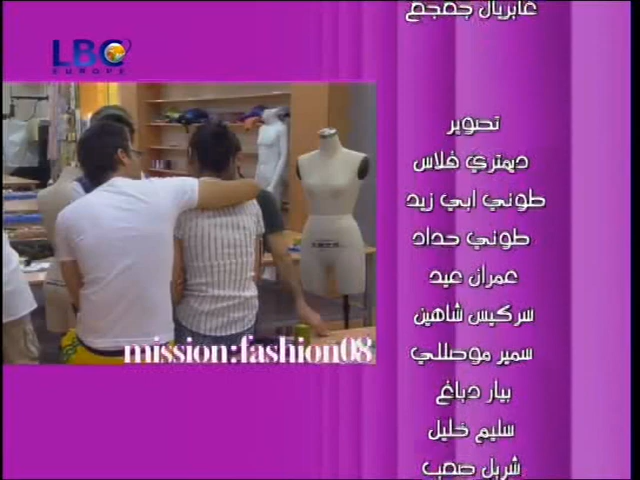 LBC
EUROPE
غابريال جمجع
تصوير
ديمتري فلاس
طوني ابي زيد
طوني حداد
عمران عيد
سركيس شاهين
سمير موصللي
بيار دباغ
سليم خليل
شربل صعب
mission:fashion08